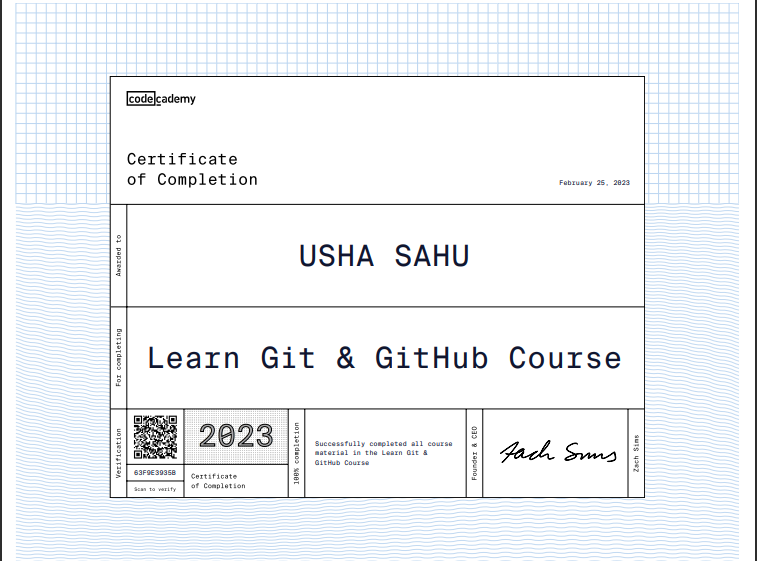 codecademy
Certificate
of Completion
February 25, 2023
Awarded to
USHA SAHU
For completing
Learn Git & GitHub Course
Verification
63F9E3935B
Scan to verify
2023
Certificate
of Completion
100% completion
Successfully completed all course
material in the Learn Git &
GitHub Course
Founder & CEO
Zach Sims
Zach Sims